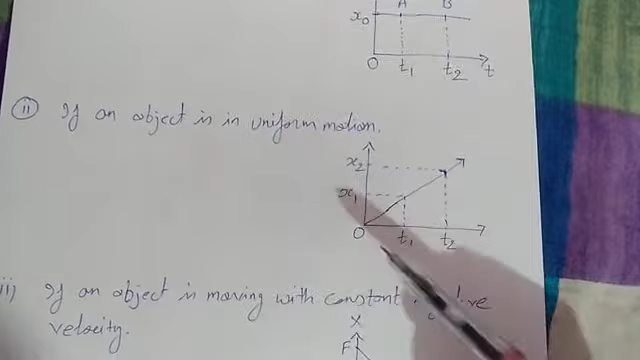 A B
x₀
O t₁ t₂ t
(ii) If an object is in uniform motion.
x₂
x₁
O t₁ t₂
ii) If an object is moving with constant ve
velocity.
X
F